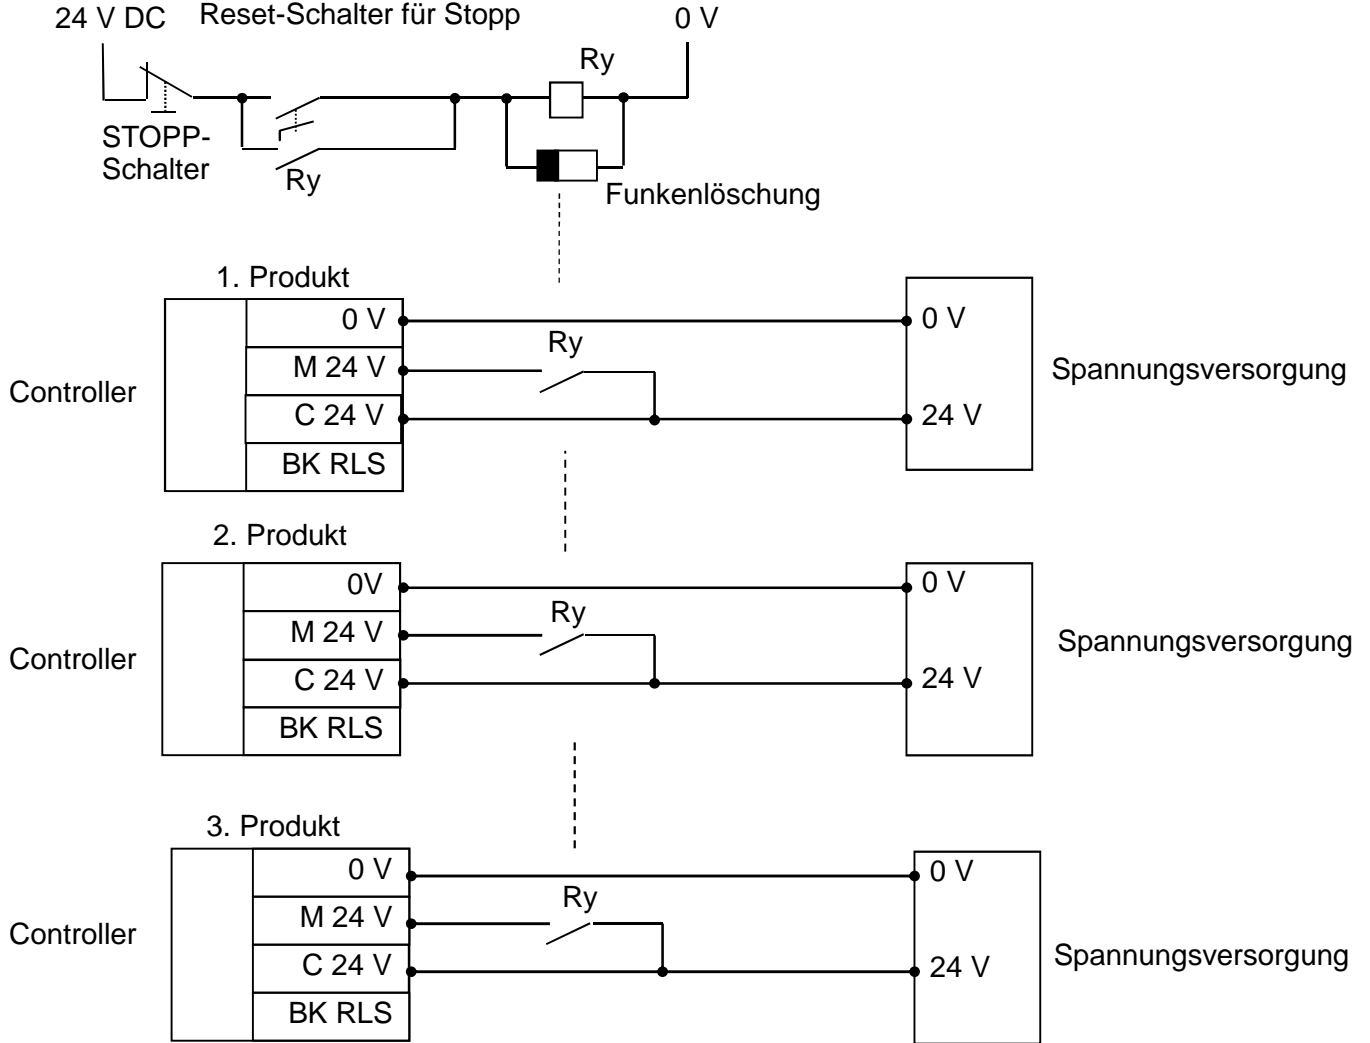 24 V DC
Reset-Schalter für Stopp
0 V
Ry
STOPP-
Schalter
Ry
Funkenlöschung
1. Produkt
0 V
0 V
Ry
M 24 V
Controller
Spannungsversorgung
C 24 V
24 V
BK RLS
2. Produkt
0V
0 V
Ry
M 24 V
Controller
Spannungsversorgung
C 24 V
24 V
BK RLS
3. Produkt
0 V
0 V
Ry
M 24 V
Controller
Spannungsversorgung
C 24 V
24 V
BK RLS